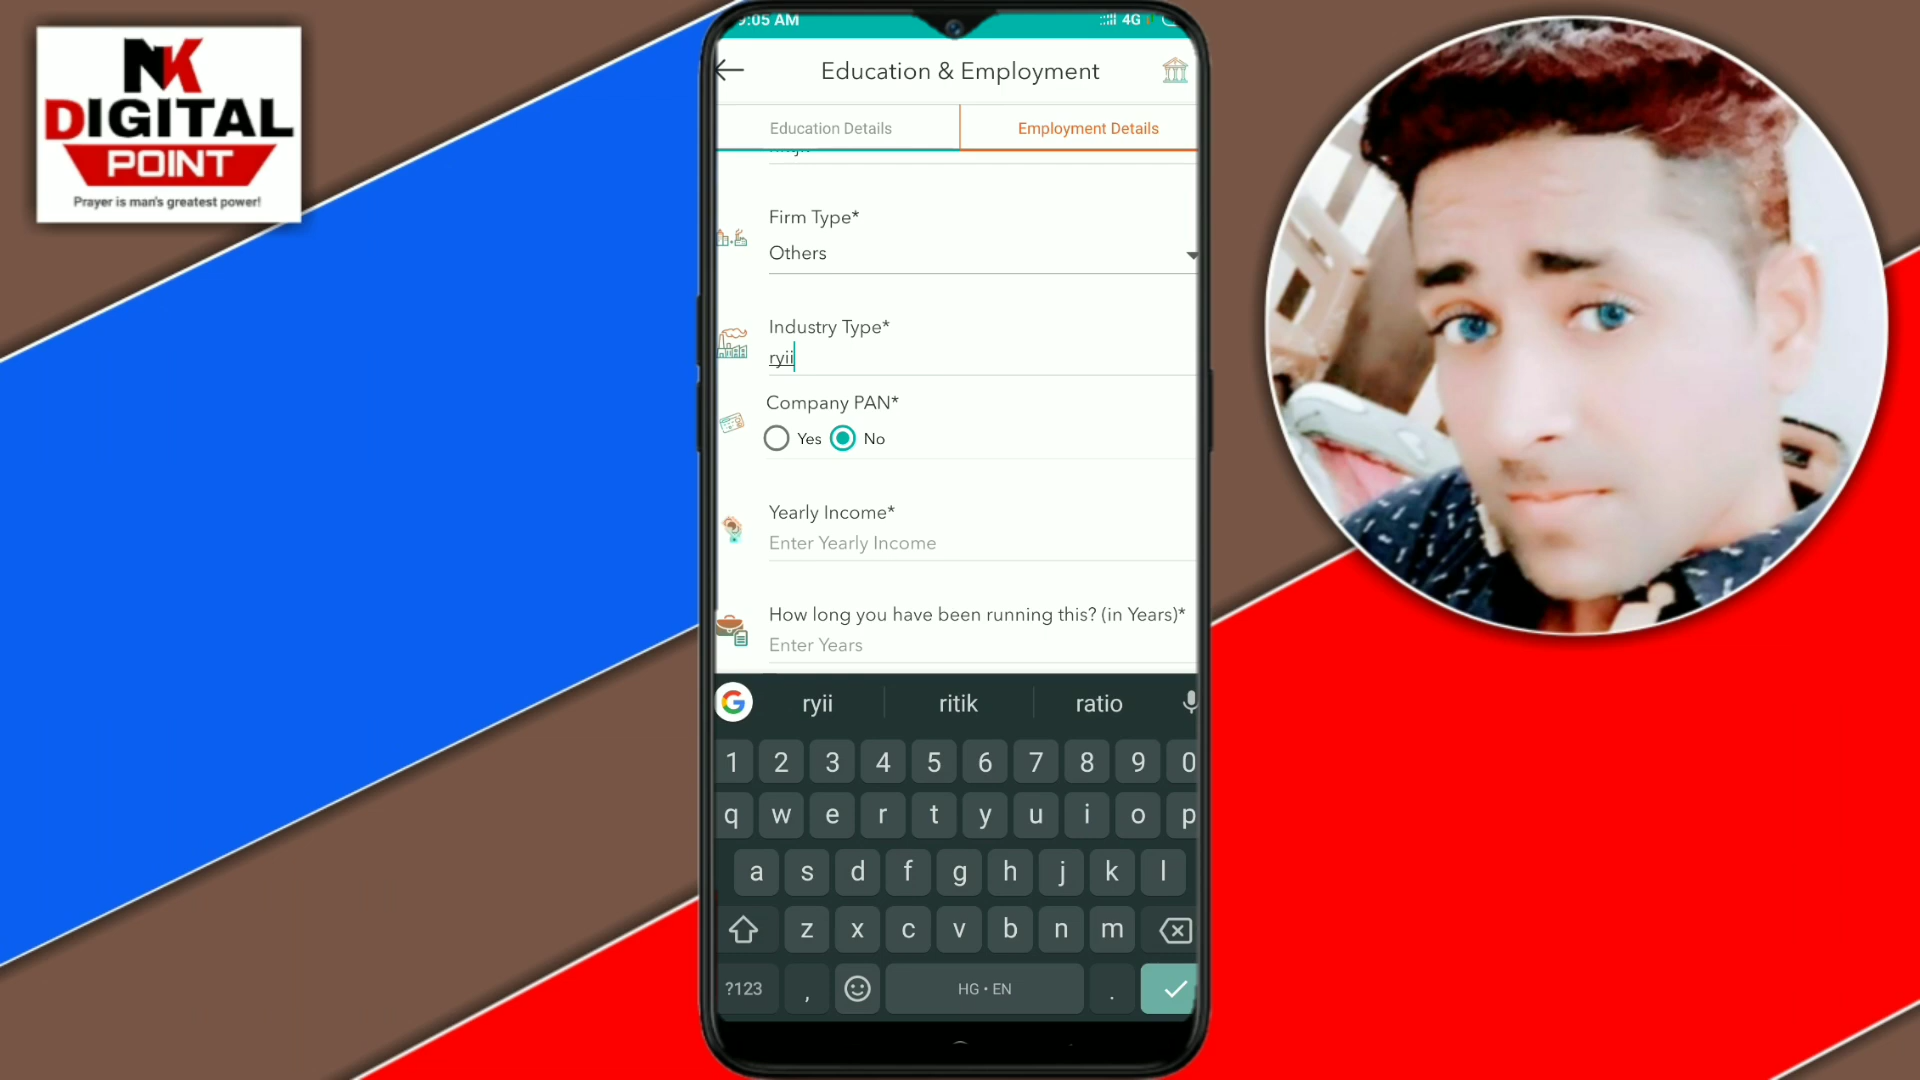 NK
DIGITAL
POINT
Prayer is man's greatest power!
9:05 AM
4G
Education & Employment
Education Details
Employment Details
Firm Type*
Others
Industry Type*
ryii
Company PAN*
Yes
No
Yearly Income*
Enter Yearly Income
How long you have been running this? (in Years)*
Enter Years
ryii ritik ratio
1 2 3 4 5 6 7 8 9 0
q w e r t y u i o p
a s d f g h j k l
z x c v b n m
?123 , HG • EN .